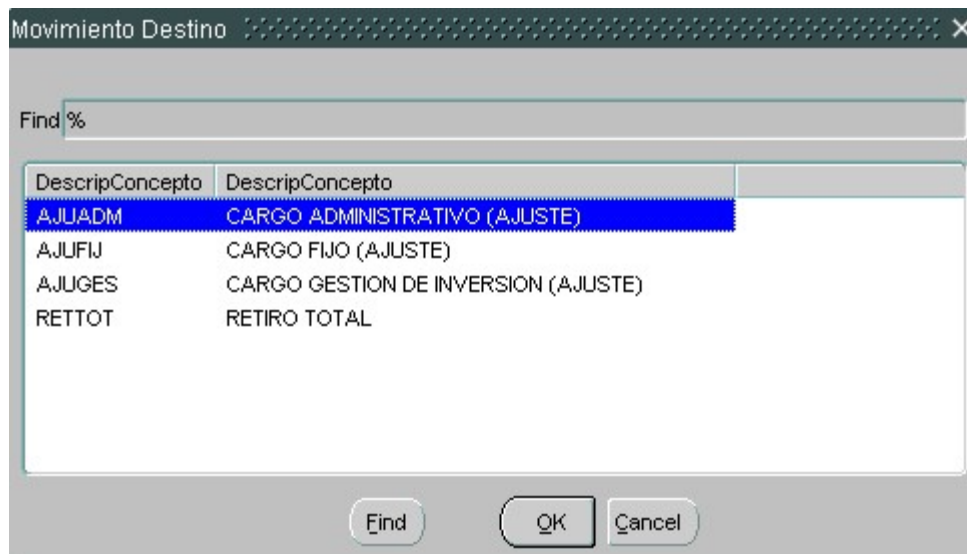 Movimiento Destino
Find %
DescripConcepto DescripConcepto
AJUADM CARGO ADMINISTRATIVO (AJUSTE)
AJUFIJ CARGO FIJO (AJUSTE)
AJUGES CARGO GESTION DE INVERSION (AJUSTE)
RETTOT RETIRO TOTAL
Find OK Cancel